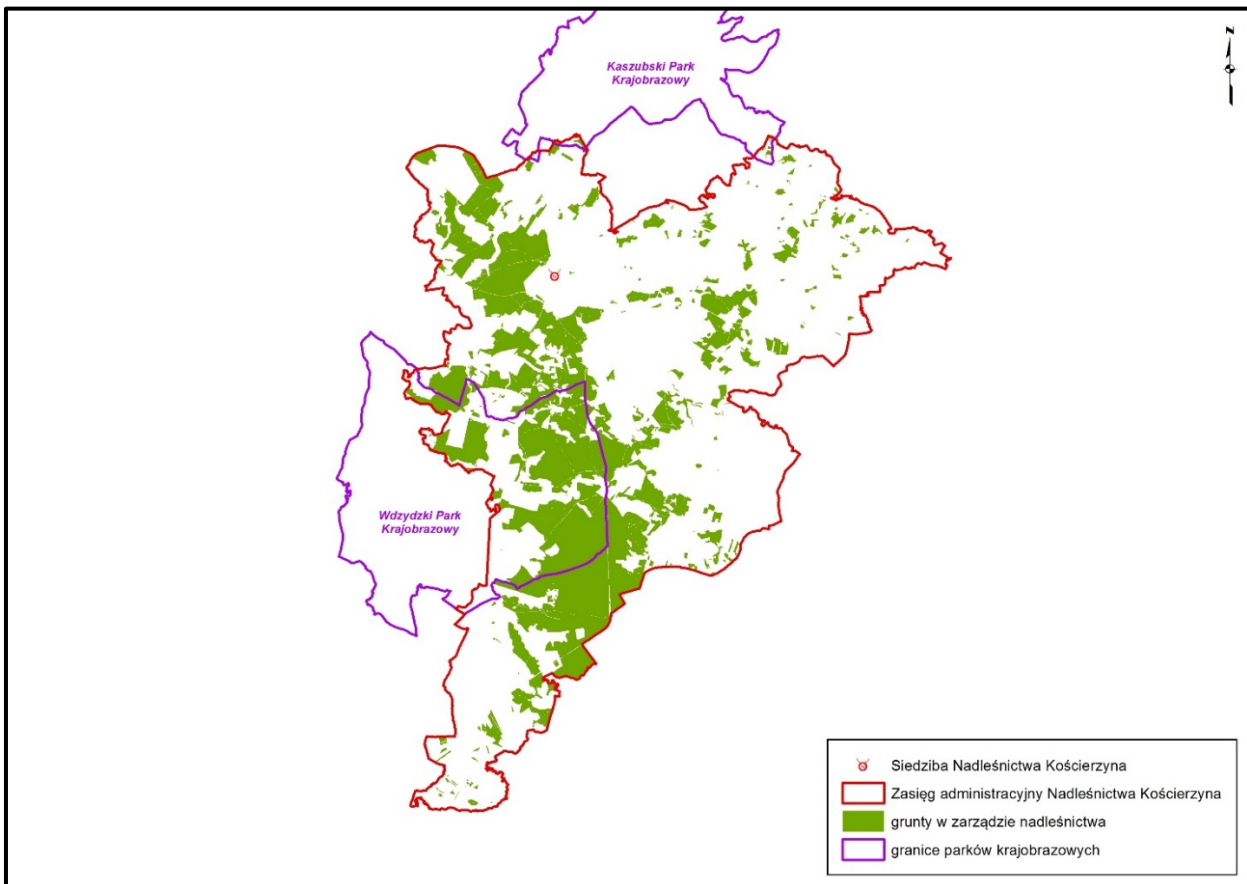 Kaszubski Park
Krajobrazowy
N
Wdzydzki Park
Krajobrazowy
Siedziba Nadleśnictwa Kościerzyna
Zasięg administracyjny Nadleśnictwa Kościerzyna
grunty w zarządzie nadleśnictwa
granice parków krajobrazowych